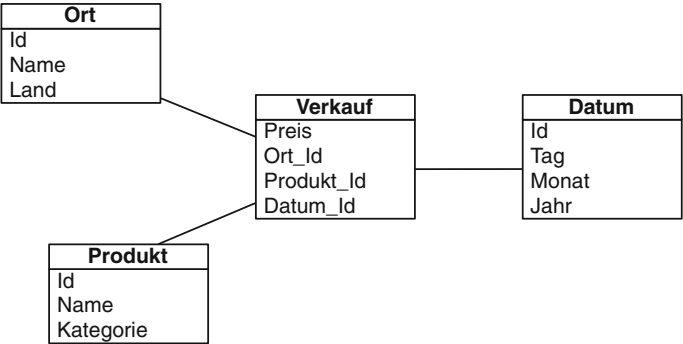 Ort
Id
Name
Land
Verkauf
Preis
Ort_Id
Produkt_Id
Datum_Id
Datum
Id
Tag
Monat
Jahr
Produkt
Id
Name
Kategorie